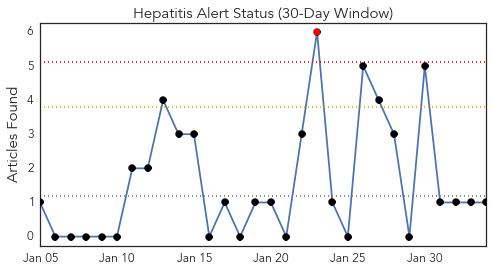 Hepatitis Alert Status (30-Day Window)
Articles Found
6
5
4
3
2
1
0
Jan 05
Jan 10
Jan 15
Jan 20
Jan 25
Jan 30